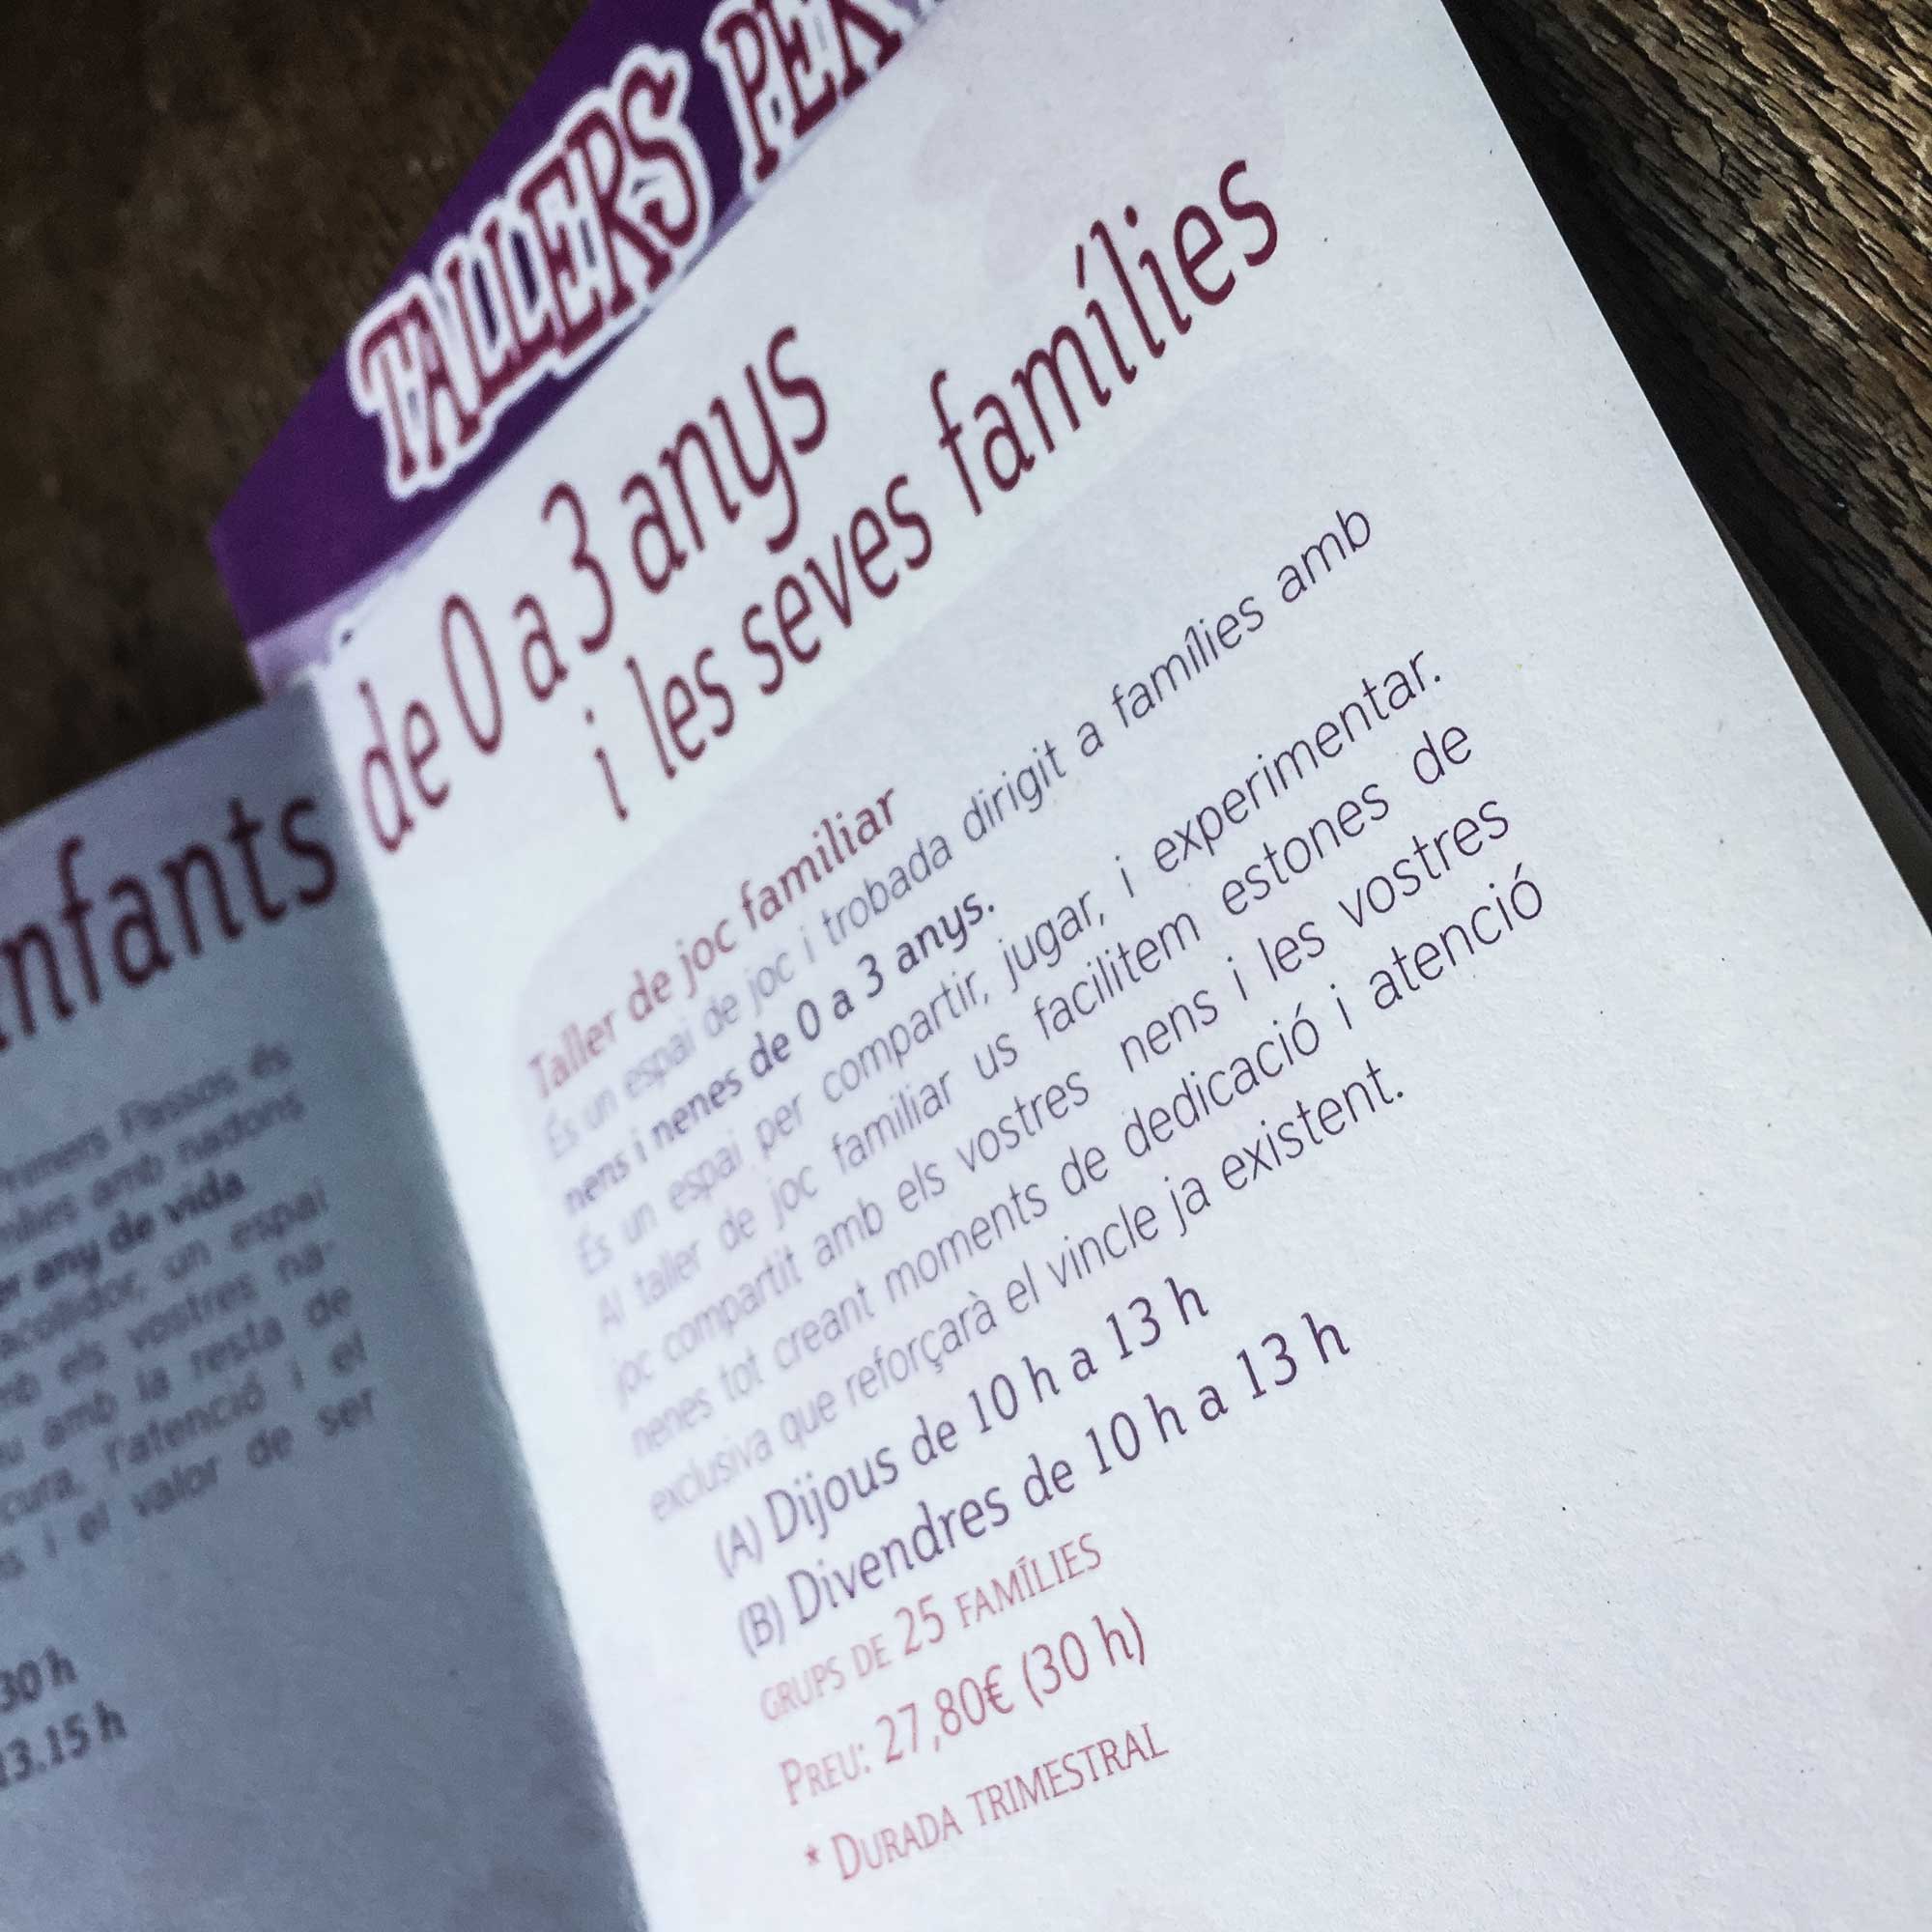 TALLERS PER
infants de 0 a 3 anys
i les seves famílies
Primers Passos és
amb nadons
any de vida
acollidor, un espai
els vostres na-
amb la resta de
cura, l'atenció i el
i el valor de ser
30 h
13.15 h
Taller de joc familiar
És un espai de joc i trobada dirigit a famílies amb
nens i nenes de 0 a 3 anys.
És un espai per compartir, jugar, i experimentar.
Al taller de joc familiar us facilitem estones de
joc compartit amb els vostres nens i les vostres
nenes tot creant moments de dedicació i atenció
exclusiva que reforçarà el vincle ja existent.
(A) Dijous de 10 h a 13 h
(B) Divendres de 10 h a 13 h
GRUPS DE 25 FAMÍLIES
PREU: 27,80€ (30 h)
* DURADA TRIMESTRAL